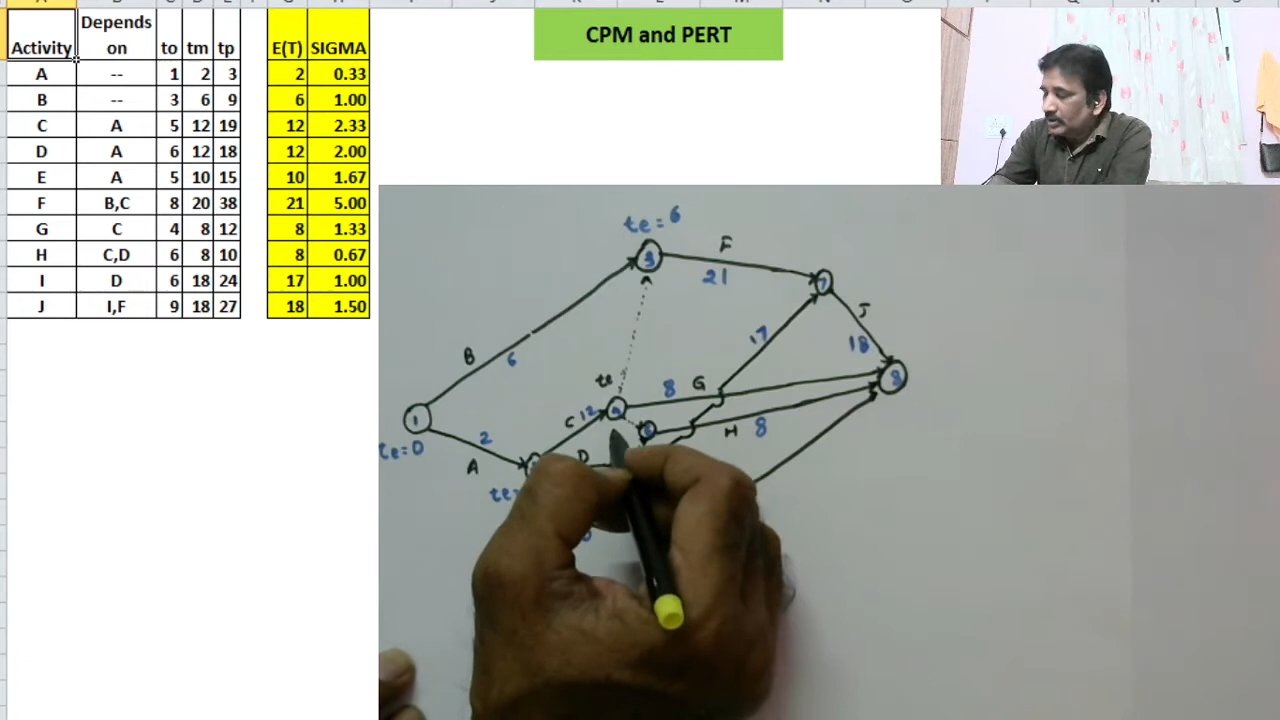 CPM and PERT
Activity Depends on to tm tp E(T) SIGMA
A -- 1 2 3 2 0.33
B -- 3 6 9 6 1.00
C A 5 12 19 12 2.33
D A 6 12 18 12 2.00
E A 5 10 15 10 1.67
F B,C 8 20 38 21 5.00
G C 4 8 12 8 1.33
H C,D 6 8 10 8 0.67
I D 6 18 24 17 1.00
J I,F 9 18 27 18 1.50
te = 6
3
F
21
7
J
18
17
B
6
te
8 G
8
1
C 12
4
H 8
te=0
2
A
D
te=